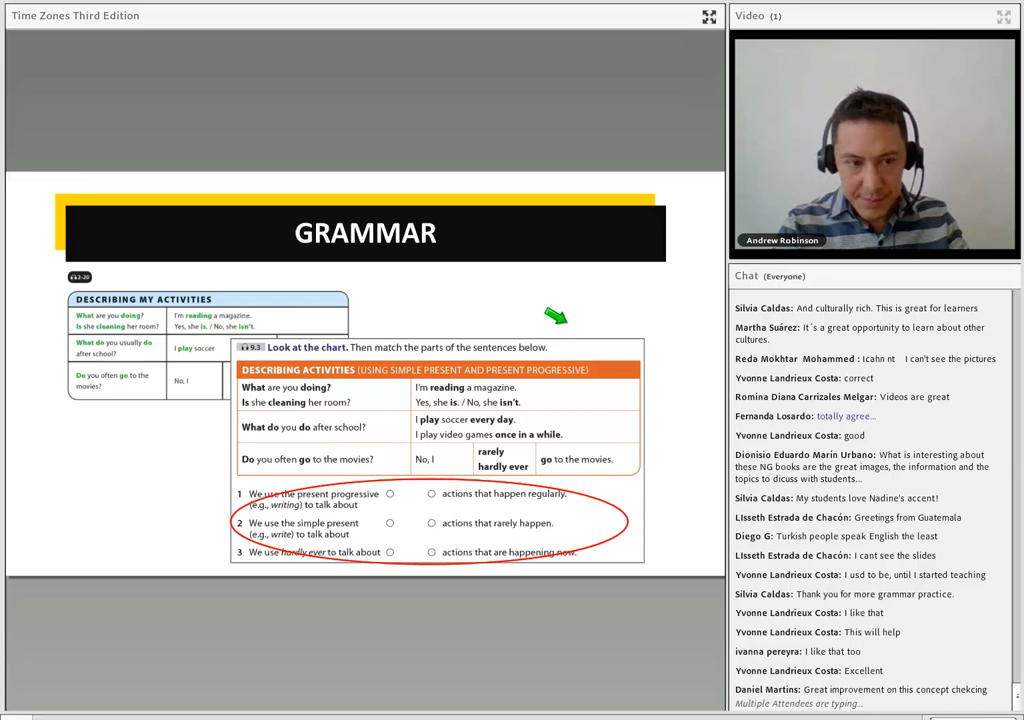 Time Zones Third Edition
GRAMMAR
2-20
DESCRIBING MY ACTIVITIES
What are you doing?
Is she cleaning her room?
I'm reading a magazine.
Yes, she is. / No, she isn't.
What do you usually do
after school?
I play soccer
Do you often go to the
movies?
No, I
9.3 Look at the chart. Then match the parts of the sentences below.
DESCRIBING ACTIVITIES (USING SIMPLE PRESENT AND PRESENT PROGRESSIVE)
What are you doing?
Is she cleaning her room?
I'm reading a magazine.
Yes, she is. / No, she isn't.
What do you do after school?
I play soccer every day.
I play video games once in a while.
Do you often go to the movies?
No, I
rarely
hardly ever
go to the movies.
1 We use the present progressive
(e.g., writing) to talk about
actions that happen regularly.
2 We use the simple present
(e.g., write) to talk about
actions that rarely happen.
3 We use hardly ever to talk about
actions that are happening now.
Video (1)
Andrew Robinson
Chat (Everyone)
Silvia Caldas: And culturally rich. This is great for learners
Martha Suárez: It´s a great opportunity to learn about other
cultures.
Reda Mokhtar Mohammed : Icahn nt I can't see the pictures
Yvonne Landrieux Costa: correct
Romina Diana Carrizales Melgar: Videos are great
Fernanda Losardo: totally agree...
Yvonne Landrieux Costa: good
Dionisio Eduardo Marín Urbano: What is interesting about
these NG books are the great images, the information and the
topics to dicuss with students...
Silvia Caldas: My students love Nadine's accent!
LIsseth Estrada de Chacón: Greetings from Guatemala
Diego G: Turkish people speak English the least
LIsseth Estrada de Chacón: I cant see the slides
Yvonne Landrieux Costa: I usd to be, until I started teaching
Silvia Caldas: Thank you for more grammar practice.
Yvonne Landrieux Costa: I like that
Yvonne Landrieux Costa: This will help
ivanna pereyra: I like that too
Yvonne Landrieux Costa: Excellent
Daniel Martins: Great improvement on this concept chekcing
Multiple Attendees are typing...